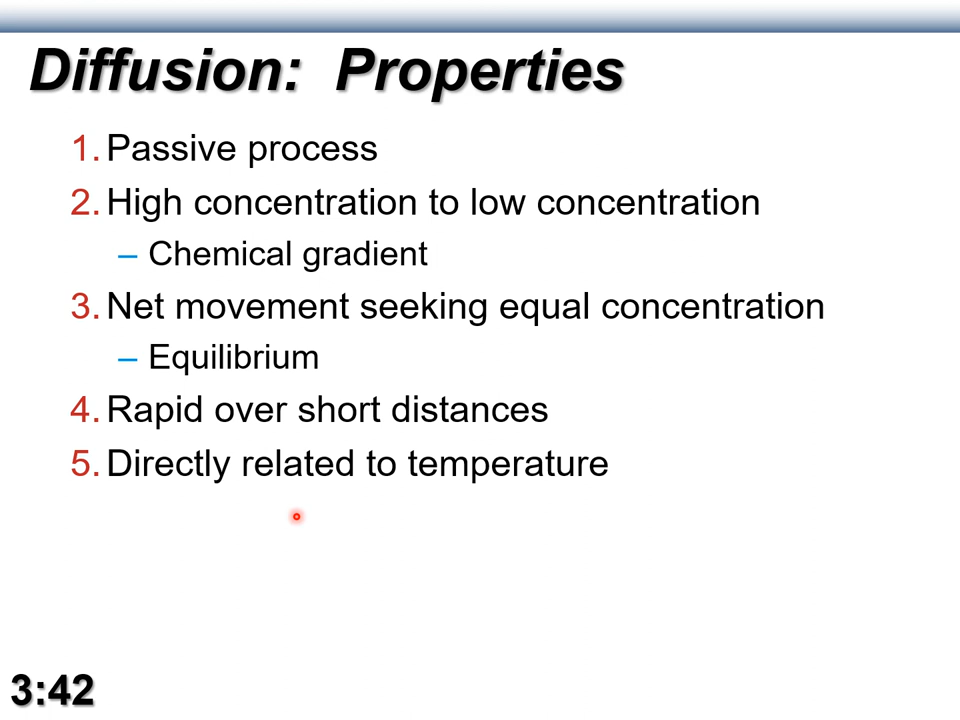 Diffusion: Properties
1. Passive process
2. High concentration to low concentration
– Chemical gradient
3. Net movement seeking equal concentration
– Equilibrium
4. Rapid over short distances
5. Directly related to temperature
3:42